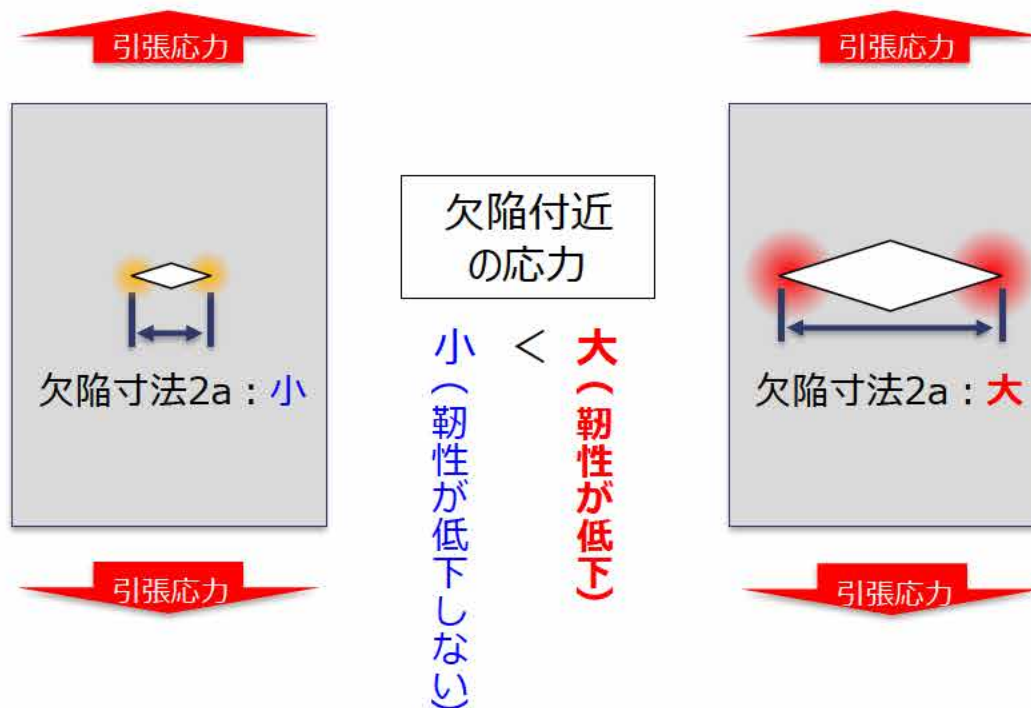 引張応力
引張応力
欠陥付近
の応力
小 < 大
(靭性が低下しない)
(靭性が低下)
欠陥寸法2a:小
欠陥寸法2a:大
引張応力
引張応力